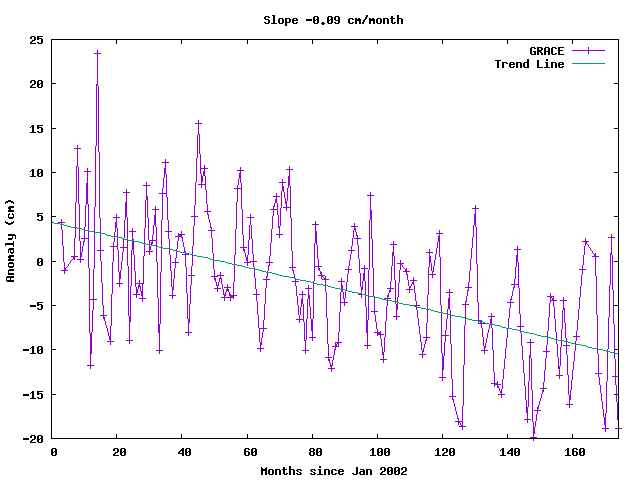 Slope -0.09 cm/month
25
20
15
10
5
0
-5
-10
-15
-20
Anomaly (cm)
GRACE
Trend Line
0 20 40 60 80 100 120 140 160
Months since Jan 2002